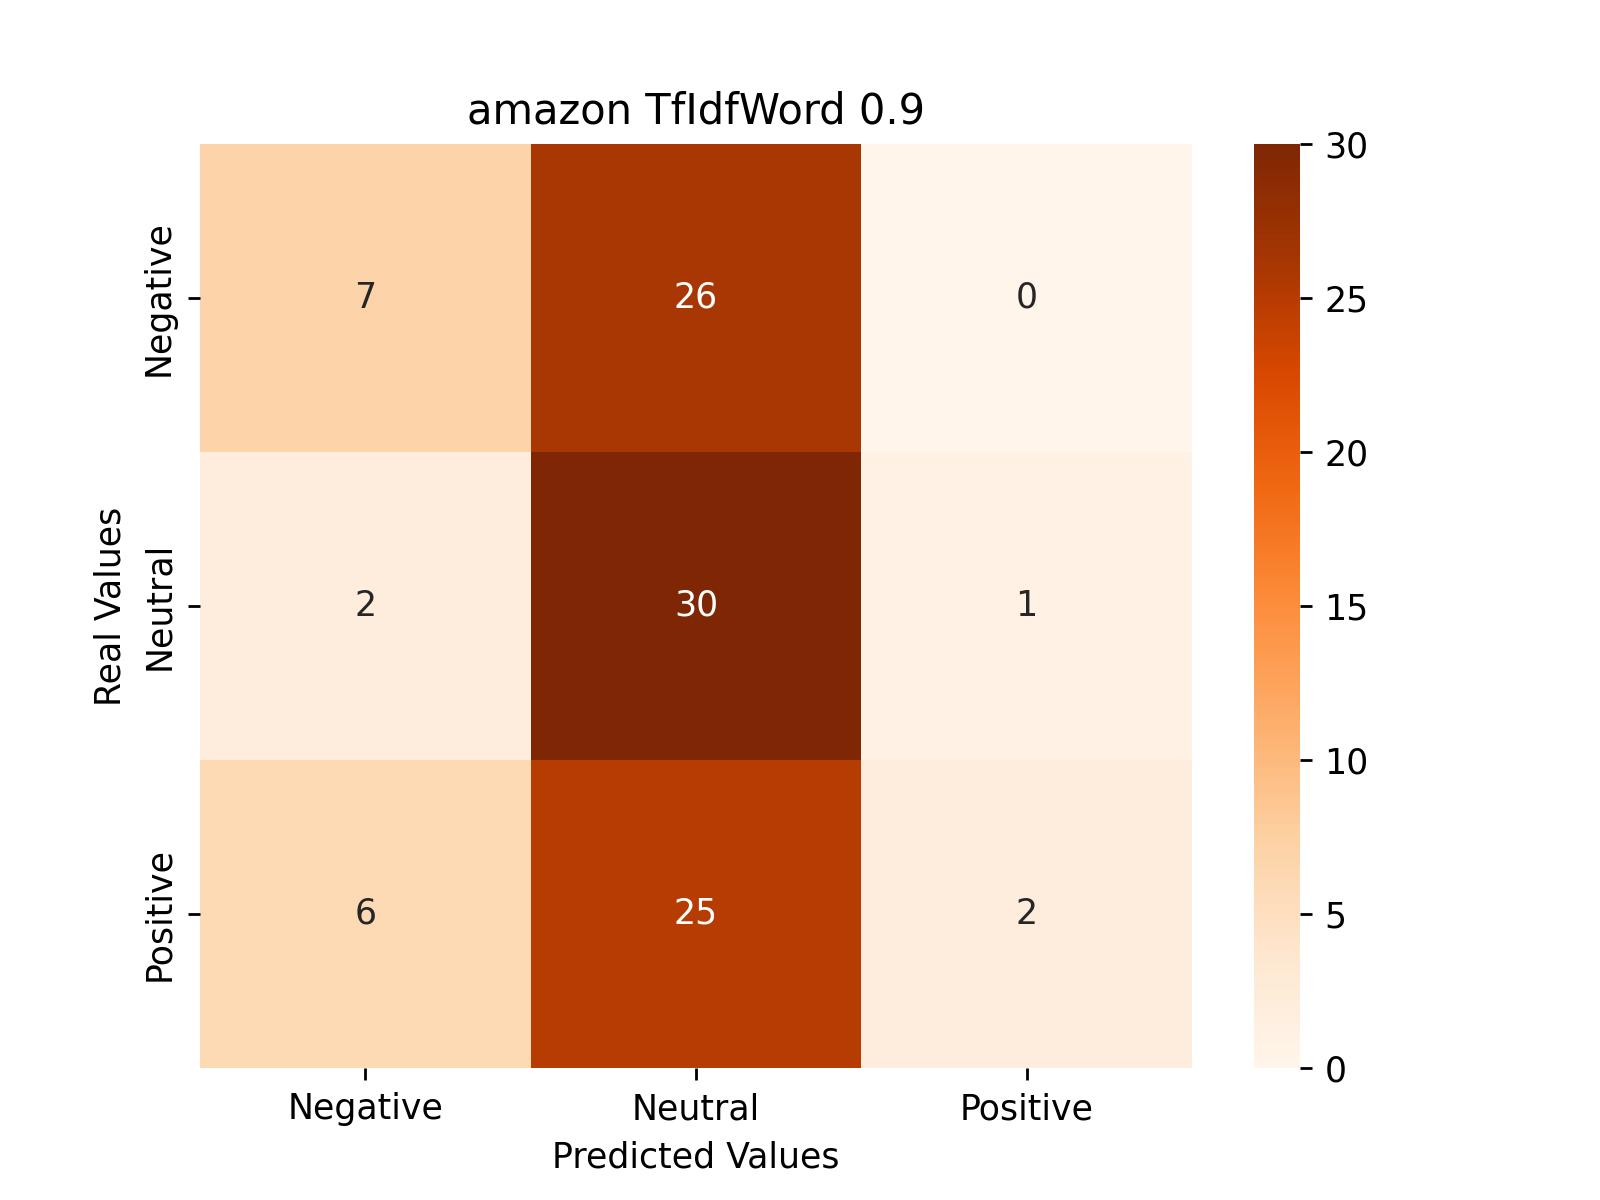 amazon TfIdfWord 0.9
Real Values
Negative
7 26 0
Neutral
2 30 1
Positive
6 25 2
Negative Neutral Positive
Predicted Values
30
25
20
15
10
5
0